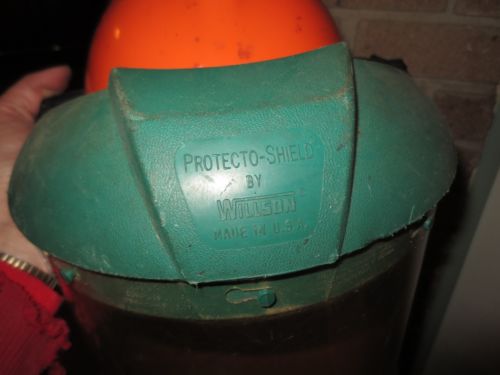 PROTECTO-SHIELD
BY
WILLSON
MADE IN U.S.A.